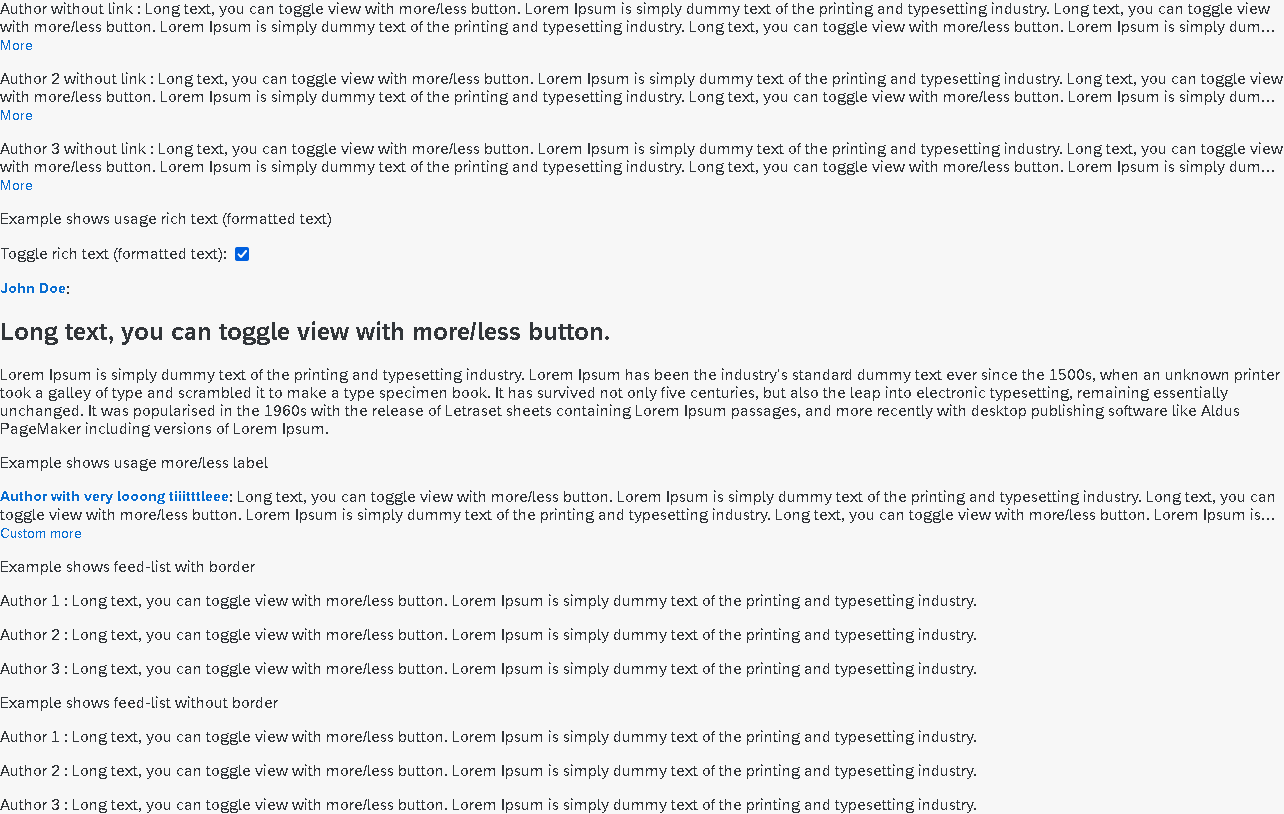 Author without link : Long text, you can toggle view with more/less button. Lorem Ipsum is simply dummy text of the printing and typesetting industry. Long text, you can toggle view
with more/less button. Lorem Ipsum is simply dummy text of the printing and typesetting industry. Long text, you can toggle view with more/less button. Lorem Ipsum is simply dum...
More
Author 2 without link : Long text, you can toggle view with more/less button. Lorem Ipsum is simply dummy text of the printing and typesetting industry. Long text, you can toggle view
with more/less button. Lorem Ipsum is simply dummy text of the printing and typesetting industry. Long text, you can toggle view with more/less button. Lorem Ipsum is simply dum...
More
Author 3 without link : Long text, you can toggle view with more/less button. Lorem Ipsum is simply dummy text of the printing and typesetting industry. Long text, you can toggle view
with more/less button. Lorem Ipsum is simply dummy text of the printing and typesetting industry. Long text, you can toggle view with more/less button. Lorem Ipsum is simply dum...
More
Example shows usage rich text (formatted text)
Toggle rich text (formatted text):
John Doe:
Long text, you can toggle view with more/less button.
Lorem Ipsum is simply dummy text of the printing and typesetting industry. Lorem Ipsum has been the industry's standard dummy text ever since the 1500s, when an unknown printer
took a galley of type and scrambled it to make a type specimen book. It has survived not only five centuries, but also the leap into electronic typesetting, remaining essentially
unchanged. It was popularised in the 1960s with the release of Letraset sheets containing Lorem Ipsum passages, and more recently with desktop publishing software like Aldus
PageMaker including versions of Lorem Ipsum.
Example shows usage more/less label
Author with very looong tiiitttleee: Long text, you can toggle view with more/less button. Lorem Ipsum is simply dummy text of the printing and typesetting industry. Long text, you can
toggle view with more/less button. Lorem Ipsum is simply dummy text of the printing and typesetting industry. Long text, you can toggle view with more/less button. Lorem Ipsum is...
Custom more
Example shows feed-list with border
Author 1 : Long text, you can toggle view with more/less button. Lorem Ipsum is simply dummy text of the printing and typesetting industry.
Author 2 : Long text, you can toggle view with more/less button. Lorem Ipsum is simply dummy text of the printing and typesetting industry.
Author 3 : Long text, you can toggle view with more/less button. Lorem Ipsum is simply dummy text of the printing and typesetting industry.
Example shows feed-list without border
Author 1 : Long text, you can toggle view with more/less button. Lorem Ipsum is simply dummy text of the printing and typesetting industry.
Author 2 : Long text, you can toggle view with more/less button. Lorem Ipsum is simply dummy text of the printing and typesetting industry.
Author 3 : Long text, you can toggle view with more/less button. Lorem Ipsum is simply dummy text of the printing and typesetting industry.